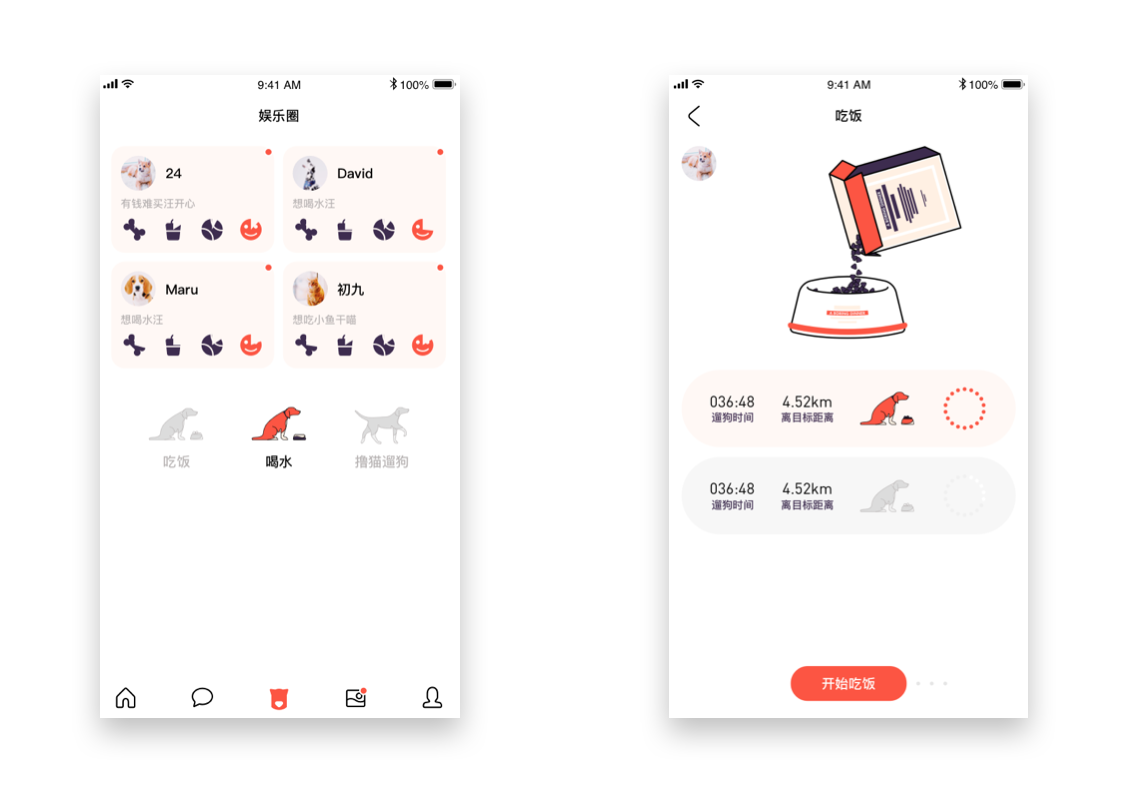 9:41 AM
100%
娱乐圈
24
有钱难买汪开心
David
想喝水汪
Maru
想喝水汪
初九
想吃小鱼干喵
吃饭
喝水
撸猫遛狗
9:41 AM
100%
吃饭
036:48
遛狗时间
4.52km
离目标距离
036:48
遛狗时间
4.52km
离目标距离
开始吃饭